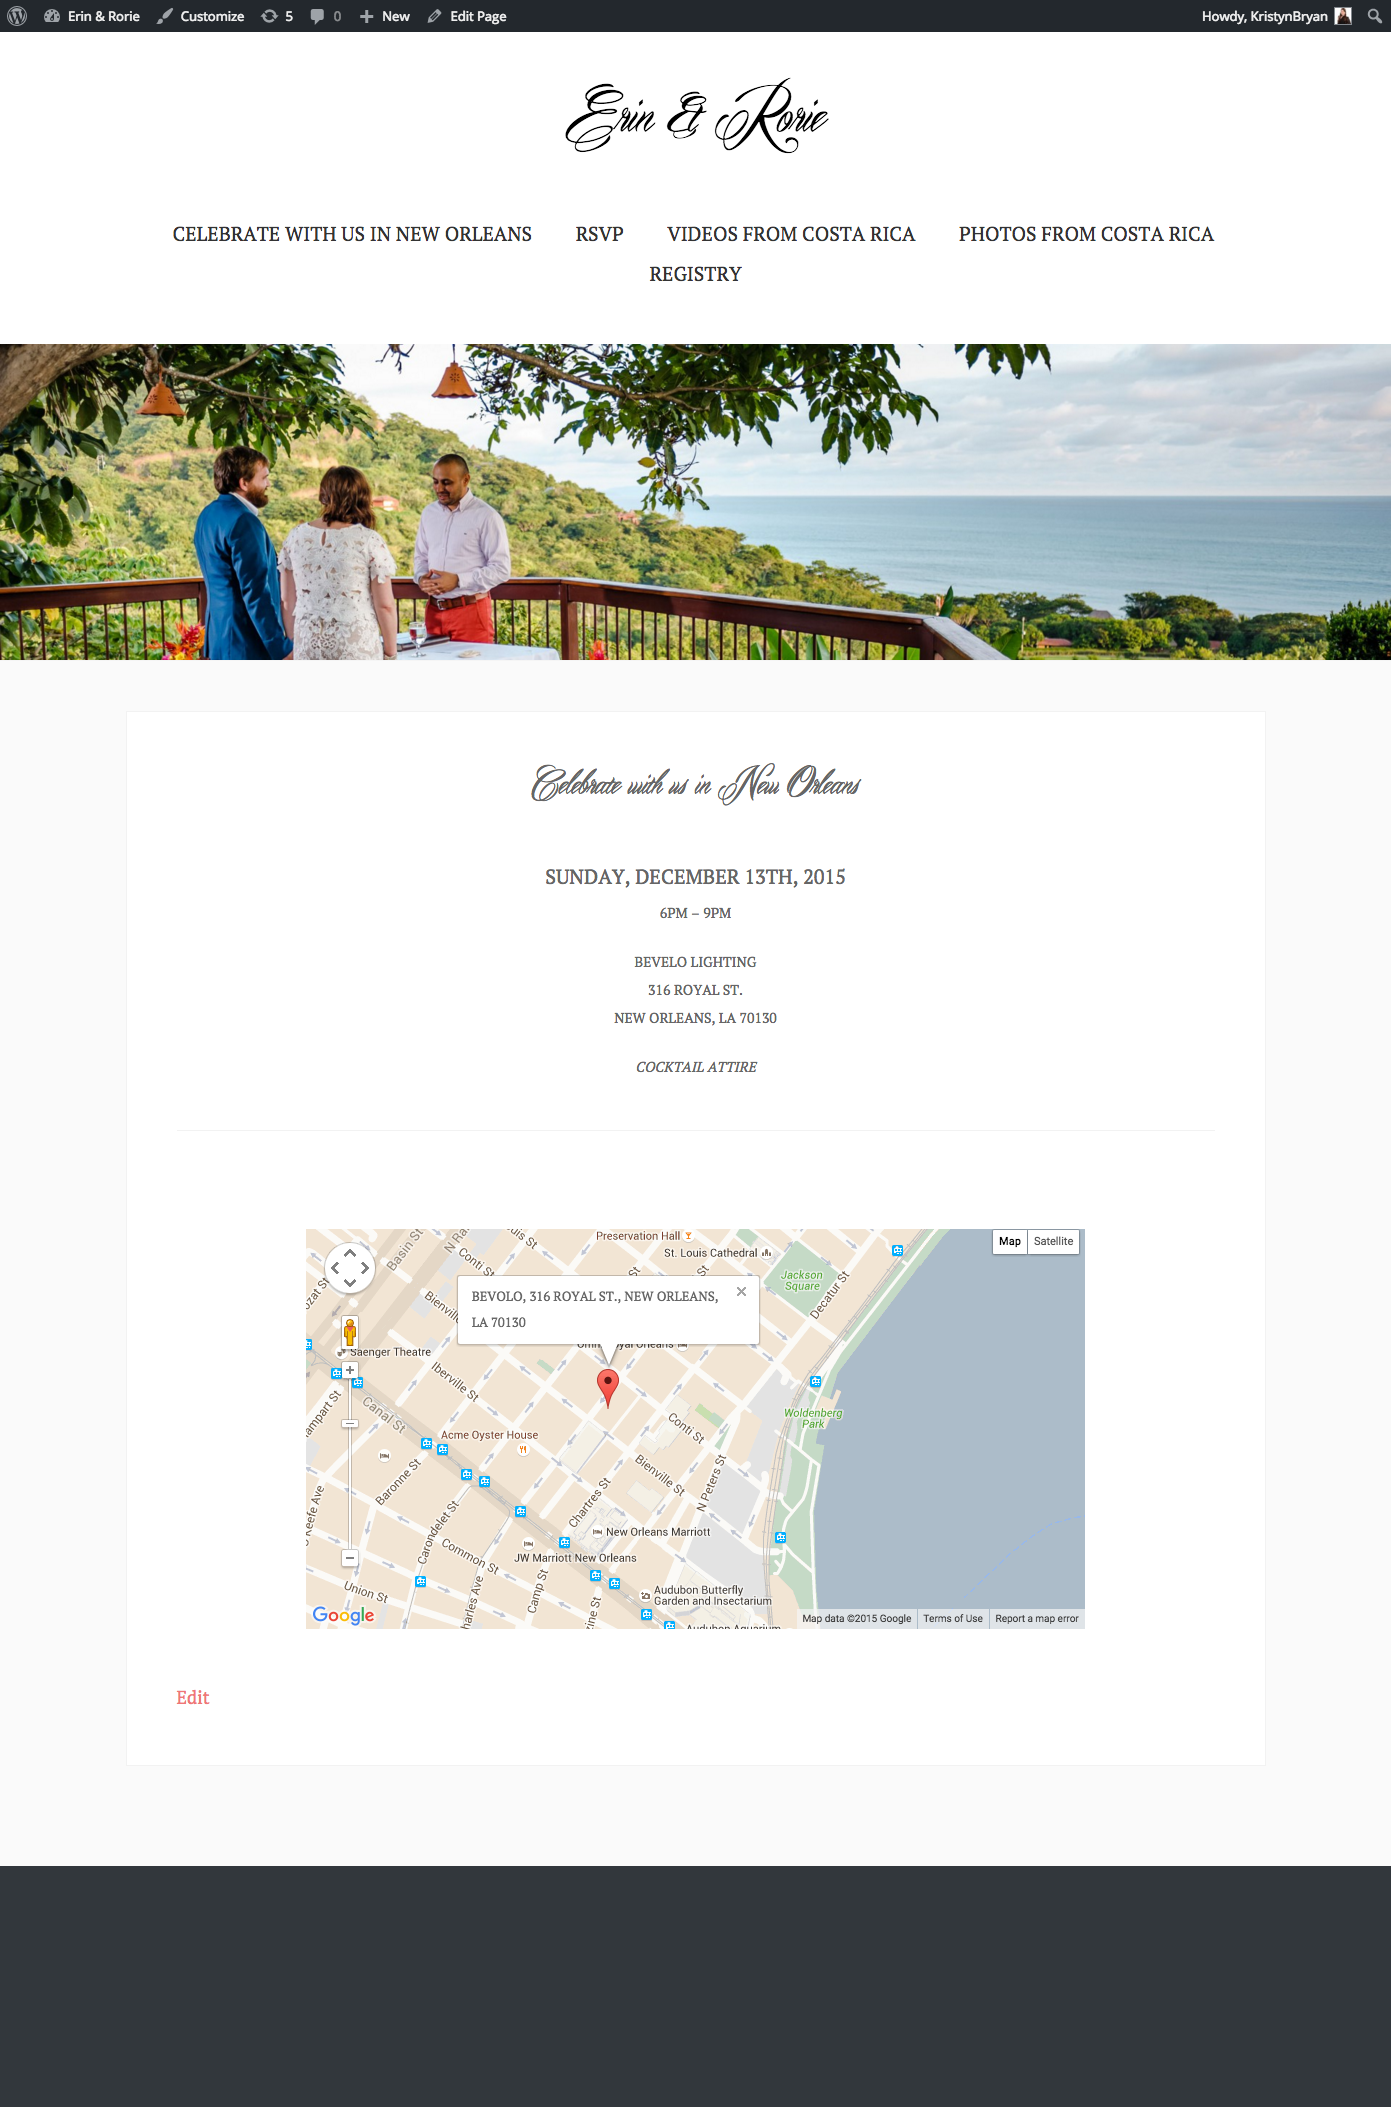 Erin & Rorie
Customize
5
0
New
Edit Page
Howdy, KristynBryan
Erin & Rorie
CELEBRATE WITH US IN NEW ORLEANS
RSVP
VIDEOS FROM COSTA RICA
PHOTOS FROM COSTA RICA
REGISTRY
Celebrate with us in New Orleans
SUNDAY, DECEMBER 13TH, 2015
6PM – 9PM
BEVELO LIGHTING
316 ROYAL ST.
NEW ORLEANS, LA 70130
COCKTAIL ATTIRE
Preservation Hall
St. Louis Cathedral
Map
Satellite
Basin St
Conti St
Jackson
Square
Decatur St
BEVOLO, 316 ROYAL ST., NEW ORLEANS,
LA 70130
Saenger Theatre
Iberville St
Canal St
Woldenberg
Park
Conti St
Acme Oyster House
Baronne St
Bienville St
N Peters St
Chartres St
Carondelet St
New Orleans Marriott
Common St
JW Marriott New Orleans
Camp St
Union St
Audubon Butterfly
Garden and Insectarium
Google
Map data ©2015 Google
Terms of Use
Report a map error
Edit